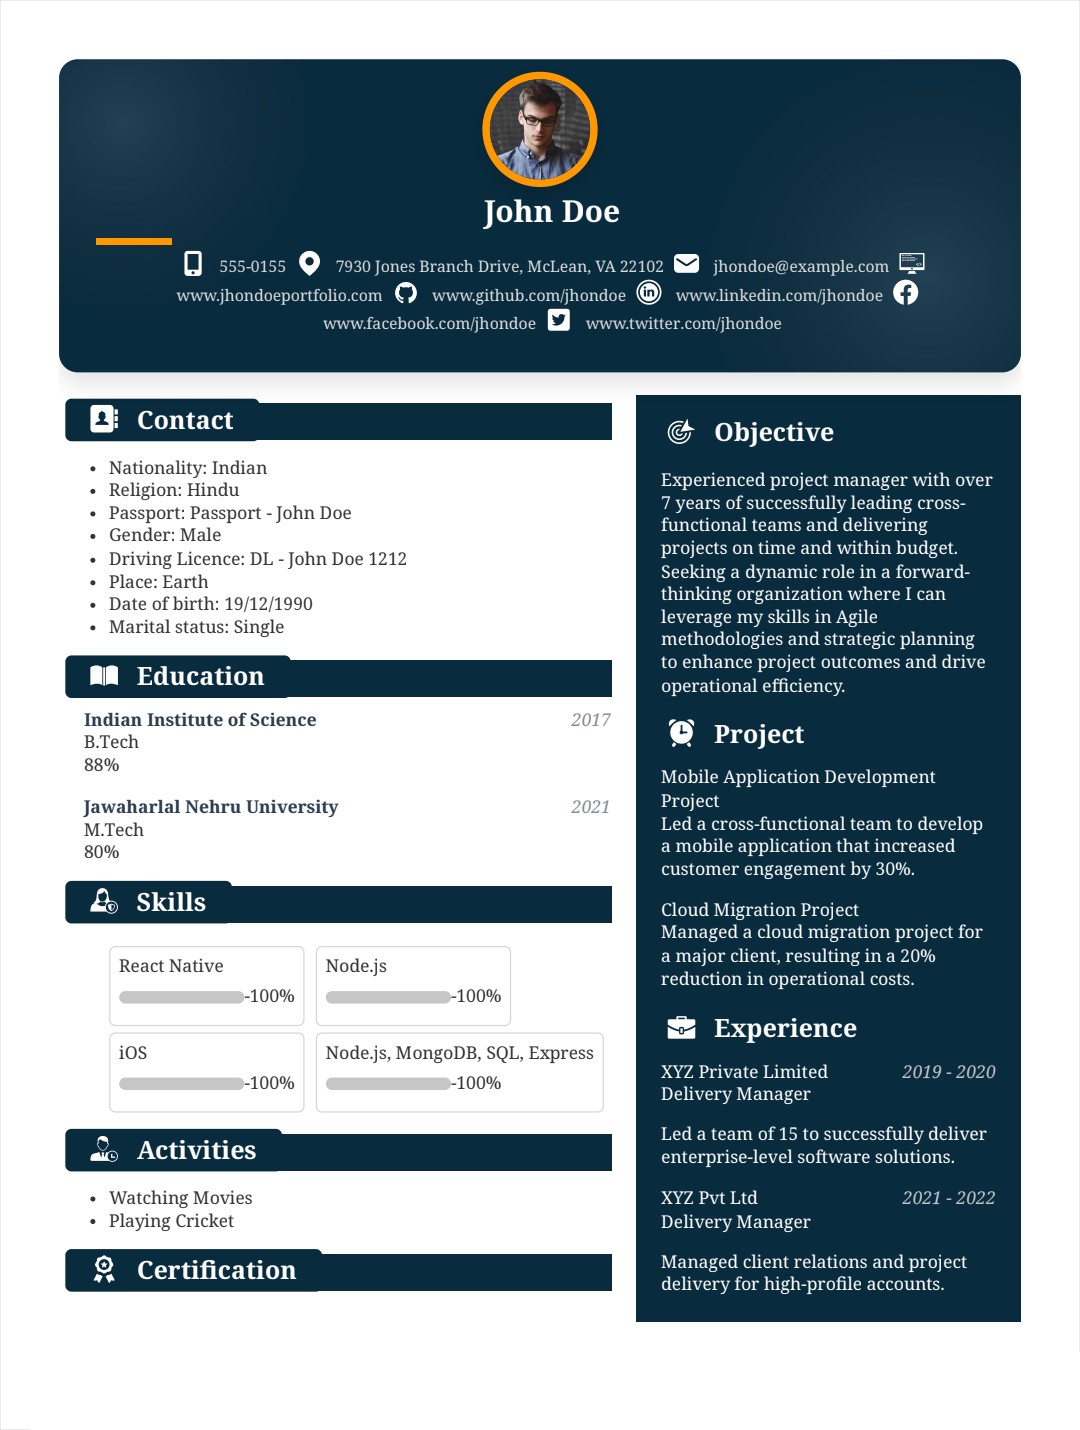 John Doe
555-0155 7930 Jones Branch Drive, McLean, VA 22102 jhondoe@example.com
www.jhondoeportfolio.com www.github.com/jhondoe www.linkedin.com/jhondoe
www.facebook.com/jhondoe www.twitter.com/jhondoe
Contact
• Nationality: Indian
• Religion: Hindu
• Passport: Passport - John Doe
• Gender: Male
• Driving Licence: DL - John Doe 1212
• Place: Earth
• Date of birth: 19/12/1990
• Marital status: Single
Education
Indian Institute of Science 2017
B.Tech
88%
Jawaharlal Nehru University 2021
M.Tech
80%
Skills
React Native Node.js
-100% -100%
iOS Node.js, MongoDB, SQL, Express
-100% -100%
Activities
• Watching Movies
• Playing Cricket
Certification
Objective
Experienced project manager with over
7 years of successfully leading cross-
functional teams and delivering
projects on time and within budget.
Seeking a dynamic role in a forward-
thinking organization where I can
leverage my skills in Agile
methodologies and strategic planning
to enhance project outcomes and drive
operational efficiency.
Project
Mobile Application Development
Project
Led a cross-functional team to develop
a mobile application that increased
customer engagement by 30%.
Cloud Migration Project
Managed a cloud migration project for
a major client, resulting in a 20%
reduction in operational costs.
Experience
XYZ Private Limited 2019 - 2020
Delivery Manager
Led a team of 15 to successfully deliver
enterprise-level software solutions.
XYZ Pvt Ltd 2021 - 2022
Delivery Manager
Managed client relations and project
delivery for high-profile accounts.